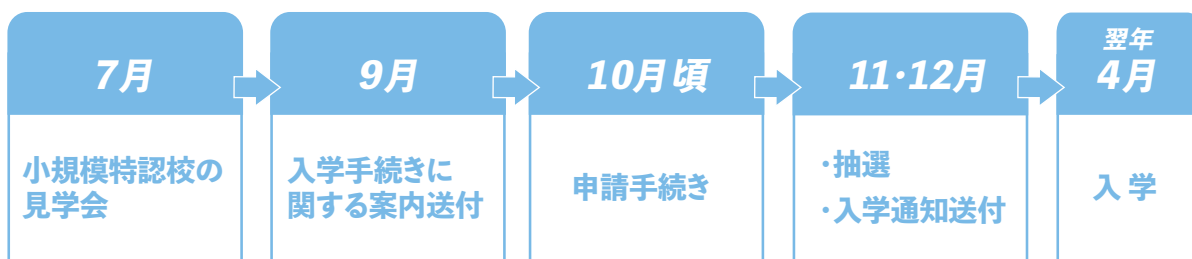 7月
小規模特認校の
見学会
9月
入学手続きに
関する案内送付
10月頃
申請手続き
11・12月
・抽選
・入学通知送付
翌年
4月
入学